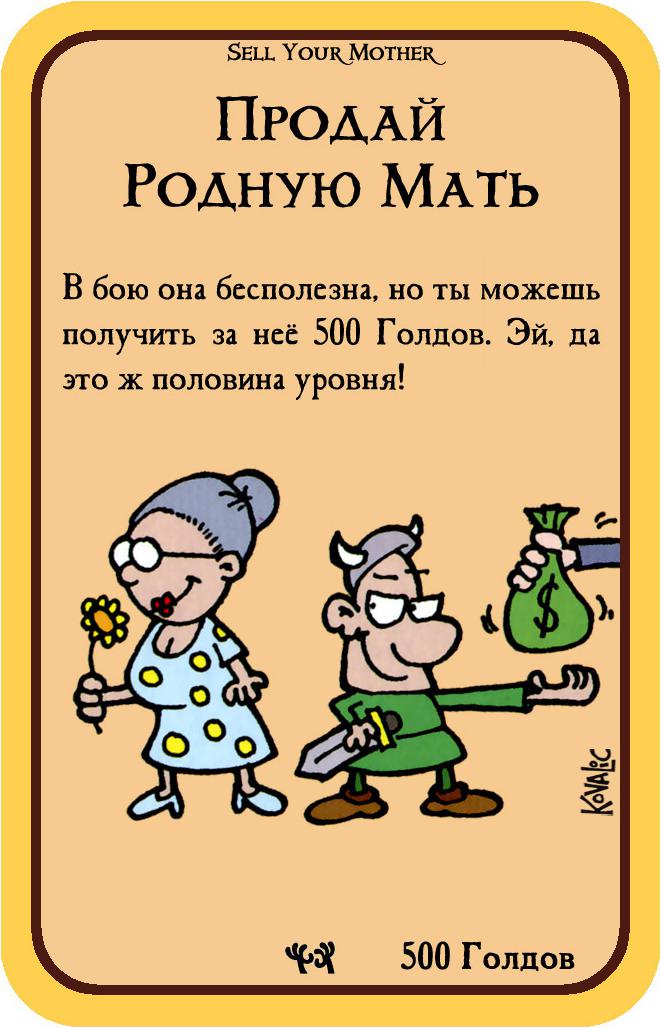 Sell Your Mother
Продай
Родную Мать
В бою она бесполезна, но ты можешь
получить за неё 500 Голдов. Эй, да
это ж половина уровня!
$
KOVALIC
500 Голдов